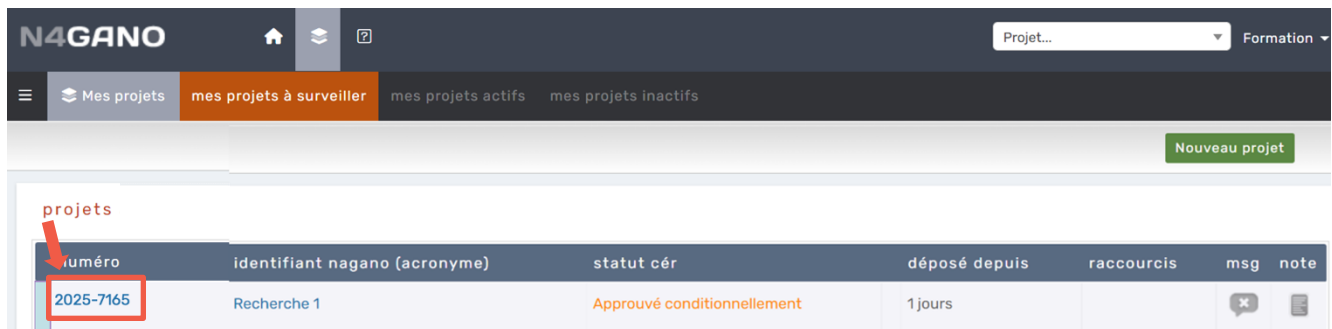 N4GANO Projet... Formation
Mes projets mes projets à surveiller mes projets actifs mes projets inactifs
Nouveau projet
projets
numéro identifiant nagano (acronyme) statut cér déposé depuis raccourcis msg note
2025-7165 Recherche 1 Approuvé conditionnellement 1 jours